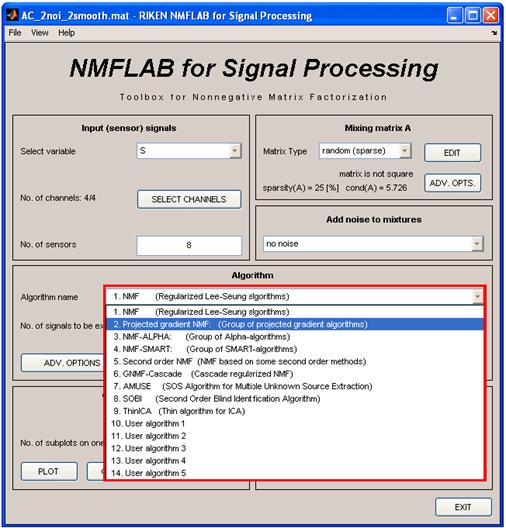 AC_2noi_2smooth.mat - RIKEN NMFLAB for Signal Processing
File View Help
NMFLAB for Signal Processing
Toolbox for Nonnegative Matrix Factorization
Input (sensor) signals
Select variable S
No. of channels: 4/4 SELECT CHANNELS
No. of sensors 8
Mixing matrix A
Matrix Type random (sparse) EDIT
matrix is not square
sparsity(A) = 25 [%] cond(A) = 5.726 ADV. OPTS.
Add noise to mixtures
no noise
Algorithm
Algorithm name 1. NMF (Regularized Lee-Seung algorithms)
No. of signals to be ex
ADV. OPTIONS
1. NMF (Regularized Lee-Seung algorithms)
2. Projected gradient NMF: (Group of projected gradient algorithms)
3. NMF-ALPHA: (Group of Alpha-algorithms)
4. NMF-SMART: (Group of SMART-algorithms)
5. Second order NMF (NMF based on some second order methods)
6. GNMF-Cascade (Cascade regularized NMF)
7. AMUSE (SOS Algorithm for Multiple Unknown Source Extraction)
8. SOBI (Second Order Blind Identification Algorithm)
9. ThinICA (Thin algorithm for ICA)
10. User algorithm 1
11. User algorithm 2
12. User algorithm 3
13. User algorithm 4
14. User algorithm 5
No. of subplots on one
PLOT
EXIT